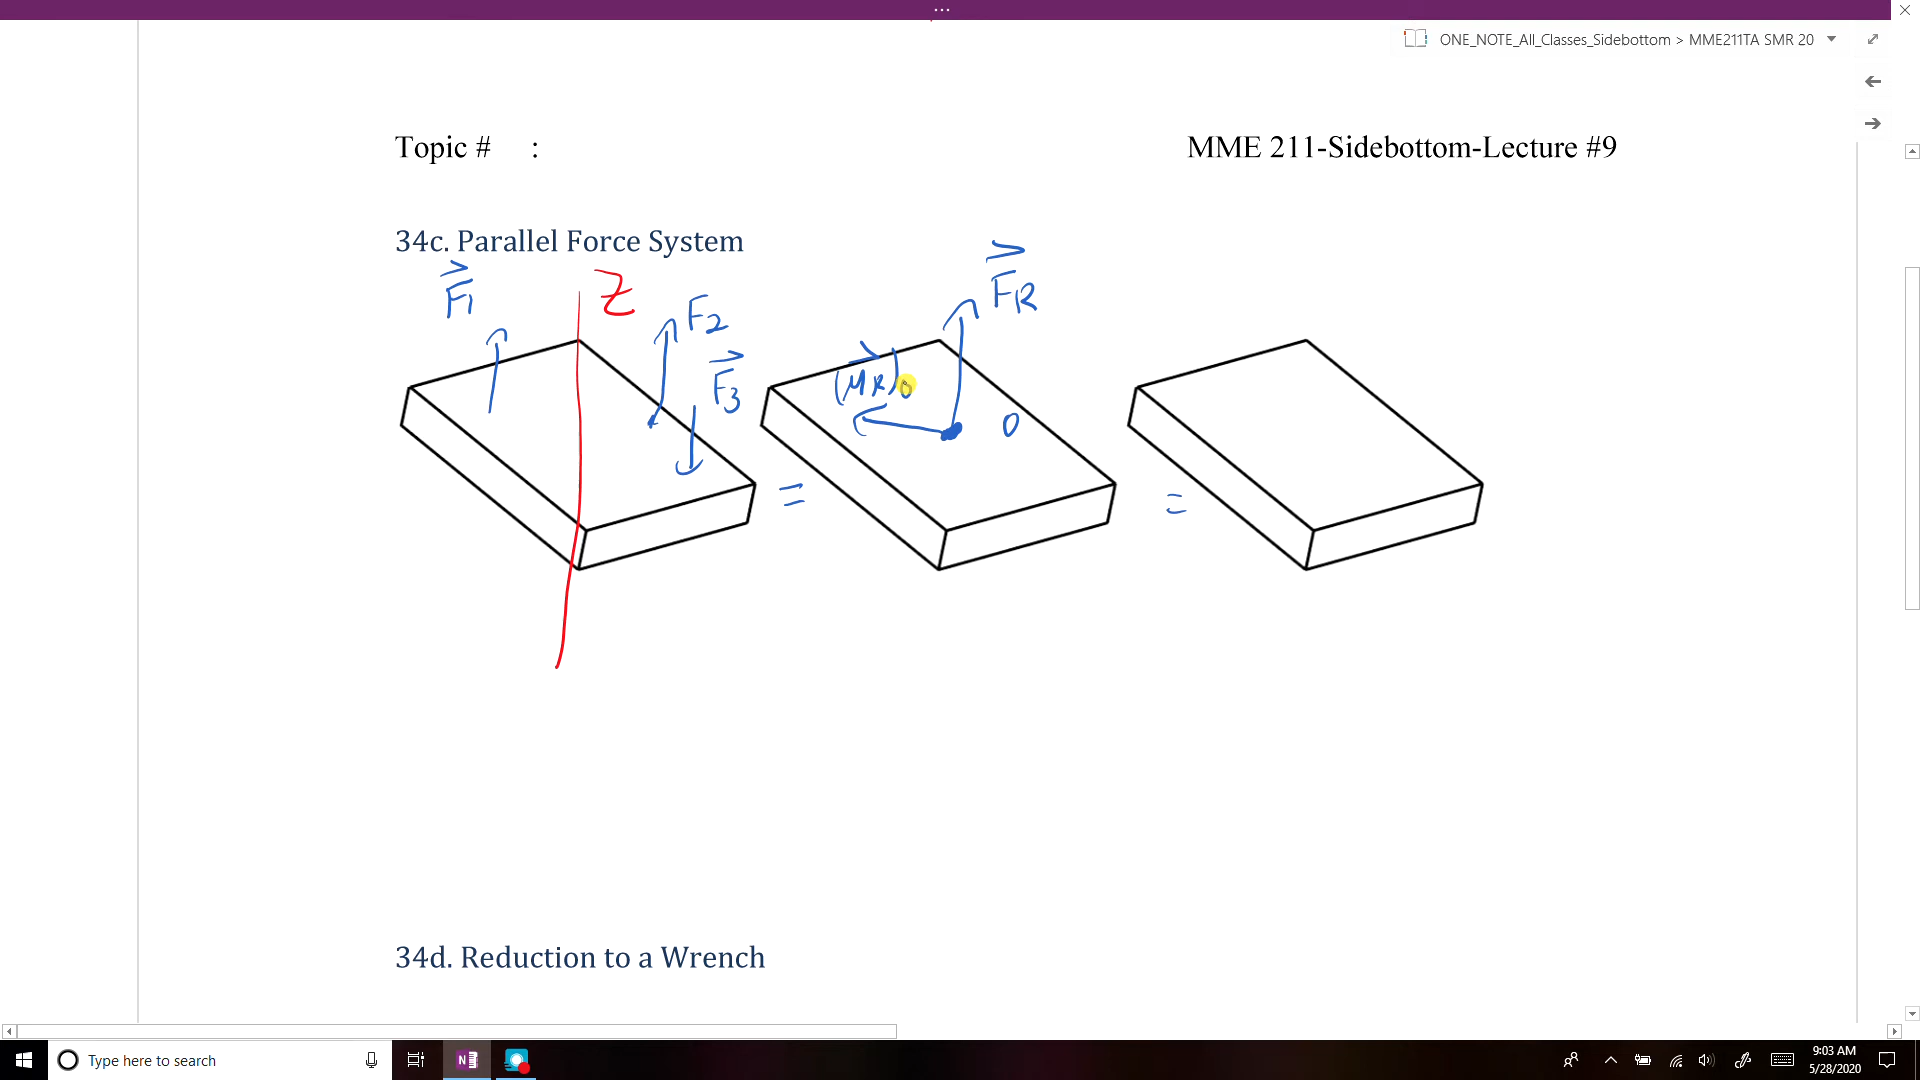 ONE_NOTE_All_Classes_Sidebottom > MME211TA SMR 20
Topic # :
MME 211-Sidebottom-Lecture #9
34c. Parallel Force System
F1
Z
F2
F3
FR
(MR)o
O
=
=
34d. Reduction to a Wrench
Type here to search
9:03 AM
5/28/2020